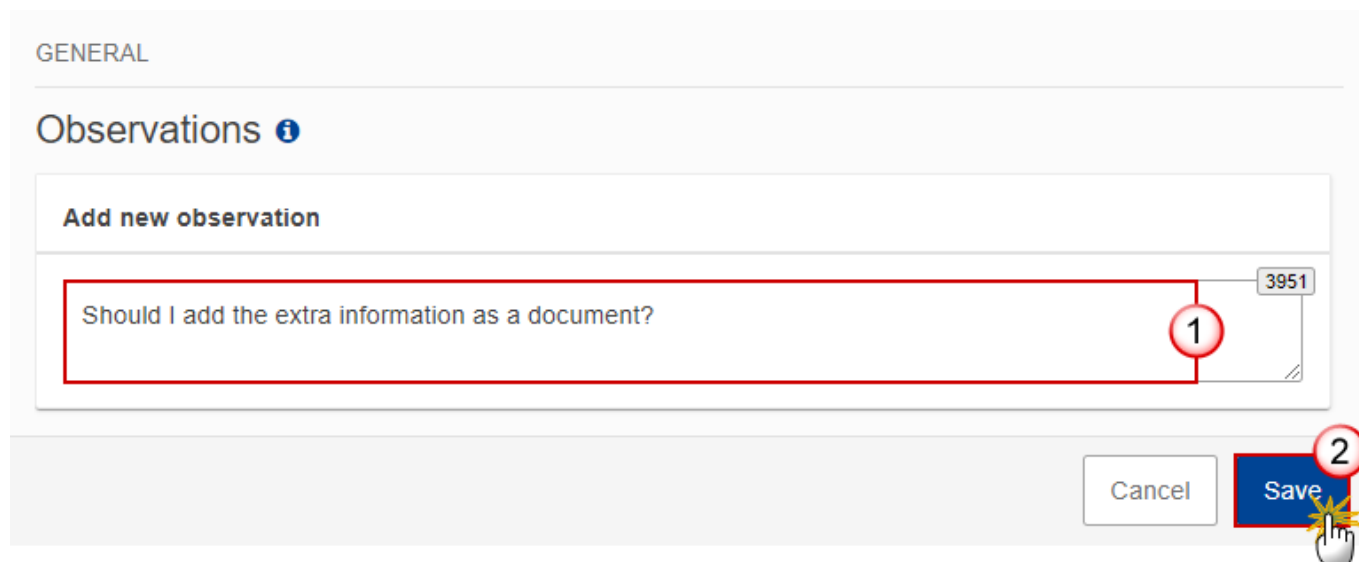 GENERAL
Observations
Add new observation
3951
Should I add the extra information as a document?
1
2
Cancel
Save